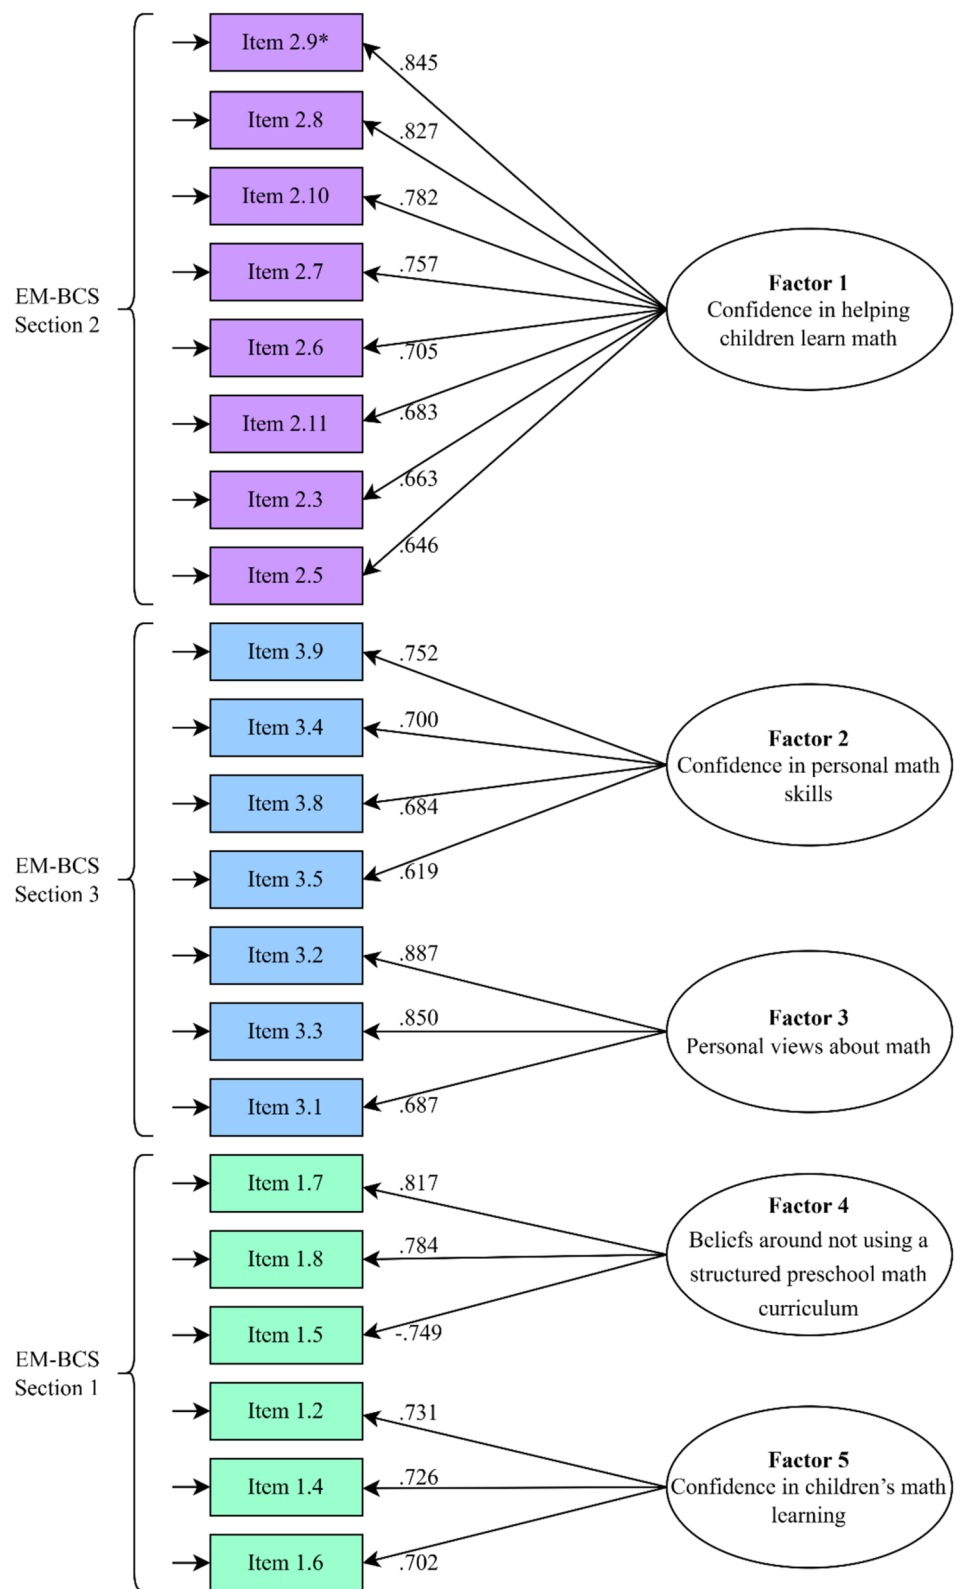 EM-BCS
Section 2
Item 2.9*
.845
Item 2.8
.827
Item 2.10
.782
Item 2.7
.757
Item 2.6
.705
Item 2.11
.683
Item 2.3
.663
Item 2.5
.646
Factor 1
Confidence in helping
children learn math
EM-BCS
Section 3
Item 3.9
.752
Item 3.4
.700
Item 3.8
.684
Item 3.5
.619
Factor 2
Confidence in personal math
skills
Item 3.2
.887
Item 3.3
.850
Item 3.1
.687
Factor 3
Personal views about math
EM-BCS
Section 1
Item 1.7
.817
Item 1.8
.784
Item 1.5
-.749
Factor 4
Beliefs around not using a
structured preschool math
curriculum
Item 1.2
.731
Item 1.4
.726
Item 1.6
.702
Factor 5
Confidence in children’s math
learning